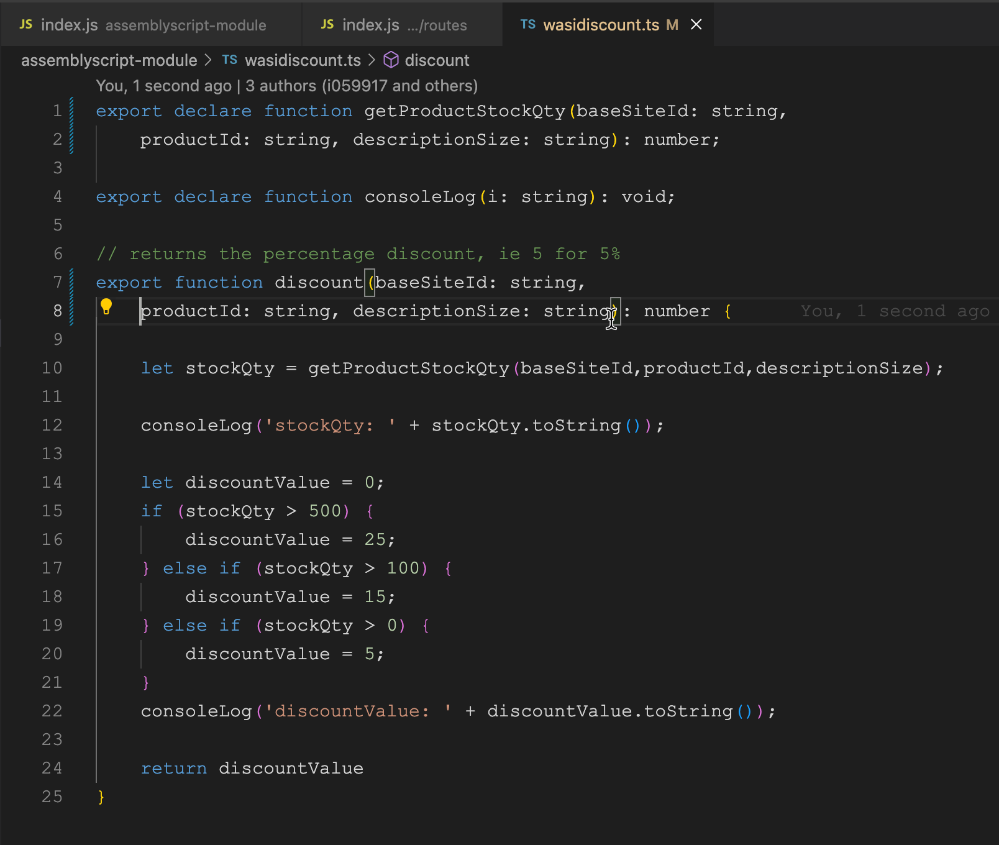 JS index.js assemblyscript-module JS index.js .../routes TS wasidiscount.ts M
assemblyscript-module > TS wasidiscount.ts > discount
You, 1 second ago | 3 authors (i059917 and others)
1 export declare function getProductStockQty(baseSiteId: string,
2     productId: string, descriptionSize: string): number;
3
4 export declare function consoleLog(i: string): void;
5
6 // returns the percentage discount, ie 5 for 5%
7 export function discount(baseSiteId: string,
8     productId: string, descriptionSize: string): number {      You, 1 second ago
9
10     let stockQty = getProductStockQty(baseSiteId,productId,descriptionSize);
11
12     consoleLog('stockQty: ' + stockQty.toString());
13
14     let discountValue = 0;
15     if (stockQty > 500) {
16         discountValue = 25;
17     } else if (stockQty > 100) {
18         discountValue = 15;
19     } else if (stockQty > 0) {
20         discountValue = 5;
21     }
22     consoleLog('discountValue: ' + discountValue.toString());
23
24     return discountValue
25 }